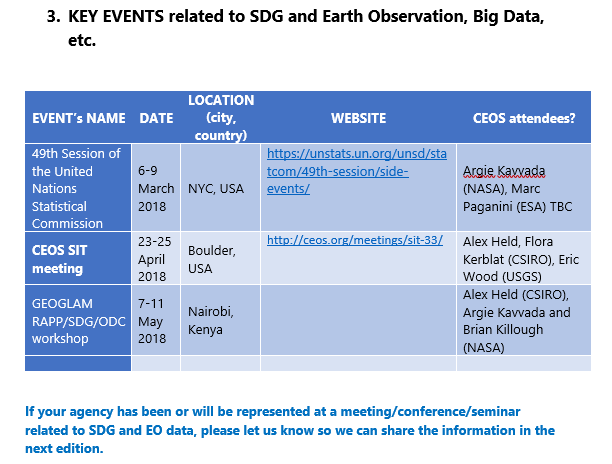 3. KEY EVENTS related to SDG and Earth Observation, Big Data,
etc.
EVENT's NAME
DATE
LOCATION
(city,
country)
WEBSITE
CEOS attendees?
49th Session of
the United
Nations
Statistical
Commission
6-9
March
2018
NYC, USA
https://unstats.un.org/unsd/sta
tcom/49th-session/side-
events/
Argie Kavvada
(NASA), Marc
Paganini (ESA) TBC
CEOS SIT
meeting
23-25
April
2018
Boulder,
USA
http://ceos.org/meetings/sit-33/
Alex Held, Flora
Kerblat (CSIRO), Eric
Wood (USGS)
GEOGLAM
RAPP/SDG/ODC
workshop
7-11
May
2018
Nairobi,
Kenya
Alex Held (CSIRO),
Argie Kavvada and
Brian Killough
(NASA)
If your agency has been or will be represented at a meeting/conference/seminar
related to SDG and EO data, please let us know so we can share the information in the
next edition.